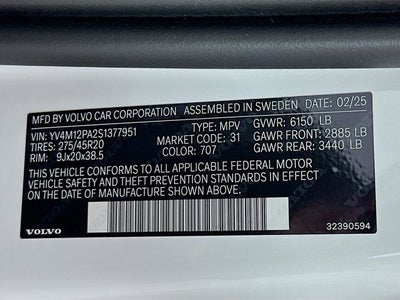 MFD BY VOLVO CAR CORPORATION ASSEMBLED IN SWEDEN DATE 02/25
VIN: YV4M12PA2S1377951 TYPE: MPV GVWR: 6150 LB
TIRES: 275/45R20 MARKET CODE: 31 GAWR FRONT: 2885 LB
RIM: 9Jx20x38.5 COLOR: 707 GAWR REAR: 3440 LB
THIS VEHICLE CONFORMS TO ALL APPLICABLE FEDERAL MOTOR
VEHICLE SAFETY AND THEFT PREVENTION STANDARDS IN EFFECT ON
THE DATE OF MANUFACTURE SHOWN ABOVE.
VOLVO 32390594